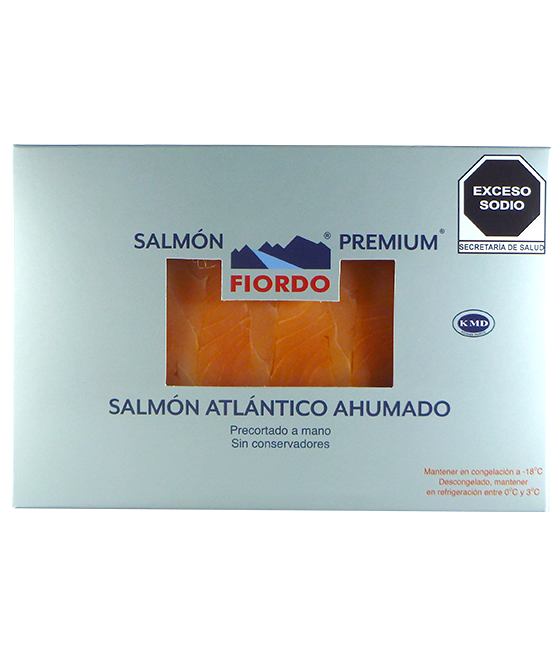 EXCESO
SODIO
SECRETARÍA DE SALUD
SALMÓN ® PREMIUM®
FIORDO
KMD
SALMÓN ATLÁNTICO AHUMADO
Precortado a mano
Sin conservadores
Mantener en congelación a -18°C
Descongelado, mantener
en refrigeración entre 0°C y 3°C